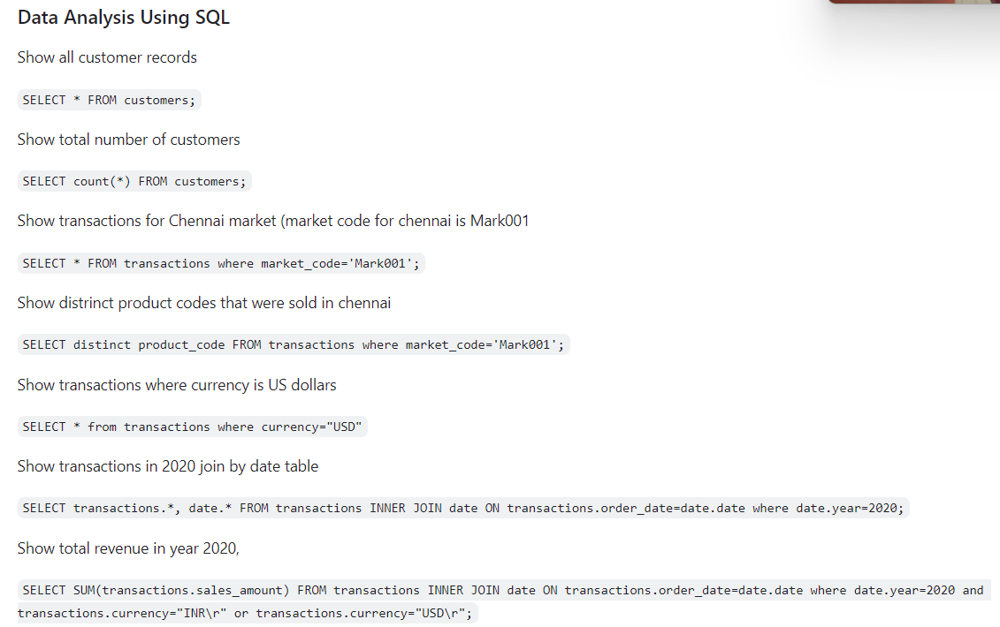 Data Analysis Using SQL
Show all customer records
SELECT * FROM customers;
Show total number of customers
SELECT count(*) FROM customers;
Show transactions for Chennai market (market code for chennai is Mark001
SELECT * FROM transactions where market_code='Mark001';
Show distrinct product codes that were sold in chennai
SELECT distinct product_code FROM transactions where market_code='Mark001';
Show transactions where currency is US dollars
SELECT * from transactions where currency="USD"
Show transactions in 2020 join by date table
SELECT transactions.*, date.* FROM transactions INNER JOIN date ON transactions.order_date=date.date where date.year=2020;
Show total revenue in year 2020,
SELECT SUM(transactions.sales_amount) FROM transactions INNER JOIN date ON transactions.order_date=date.date where date.year=2020 and
transactions.currency="INR\r" or transactions.currency="USD\r";